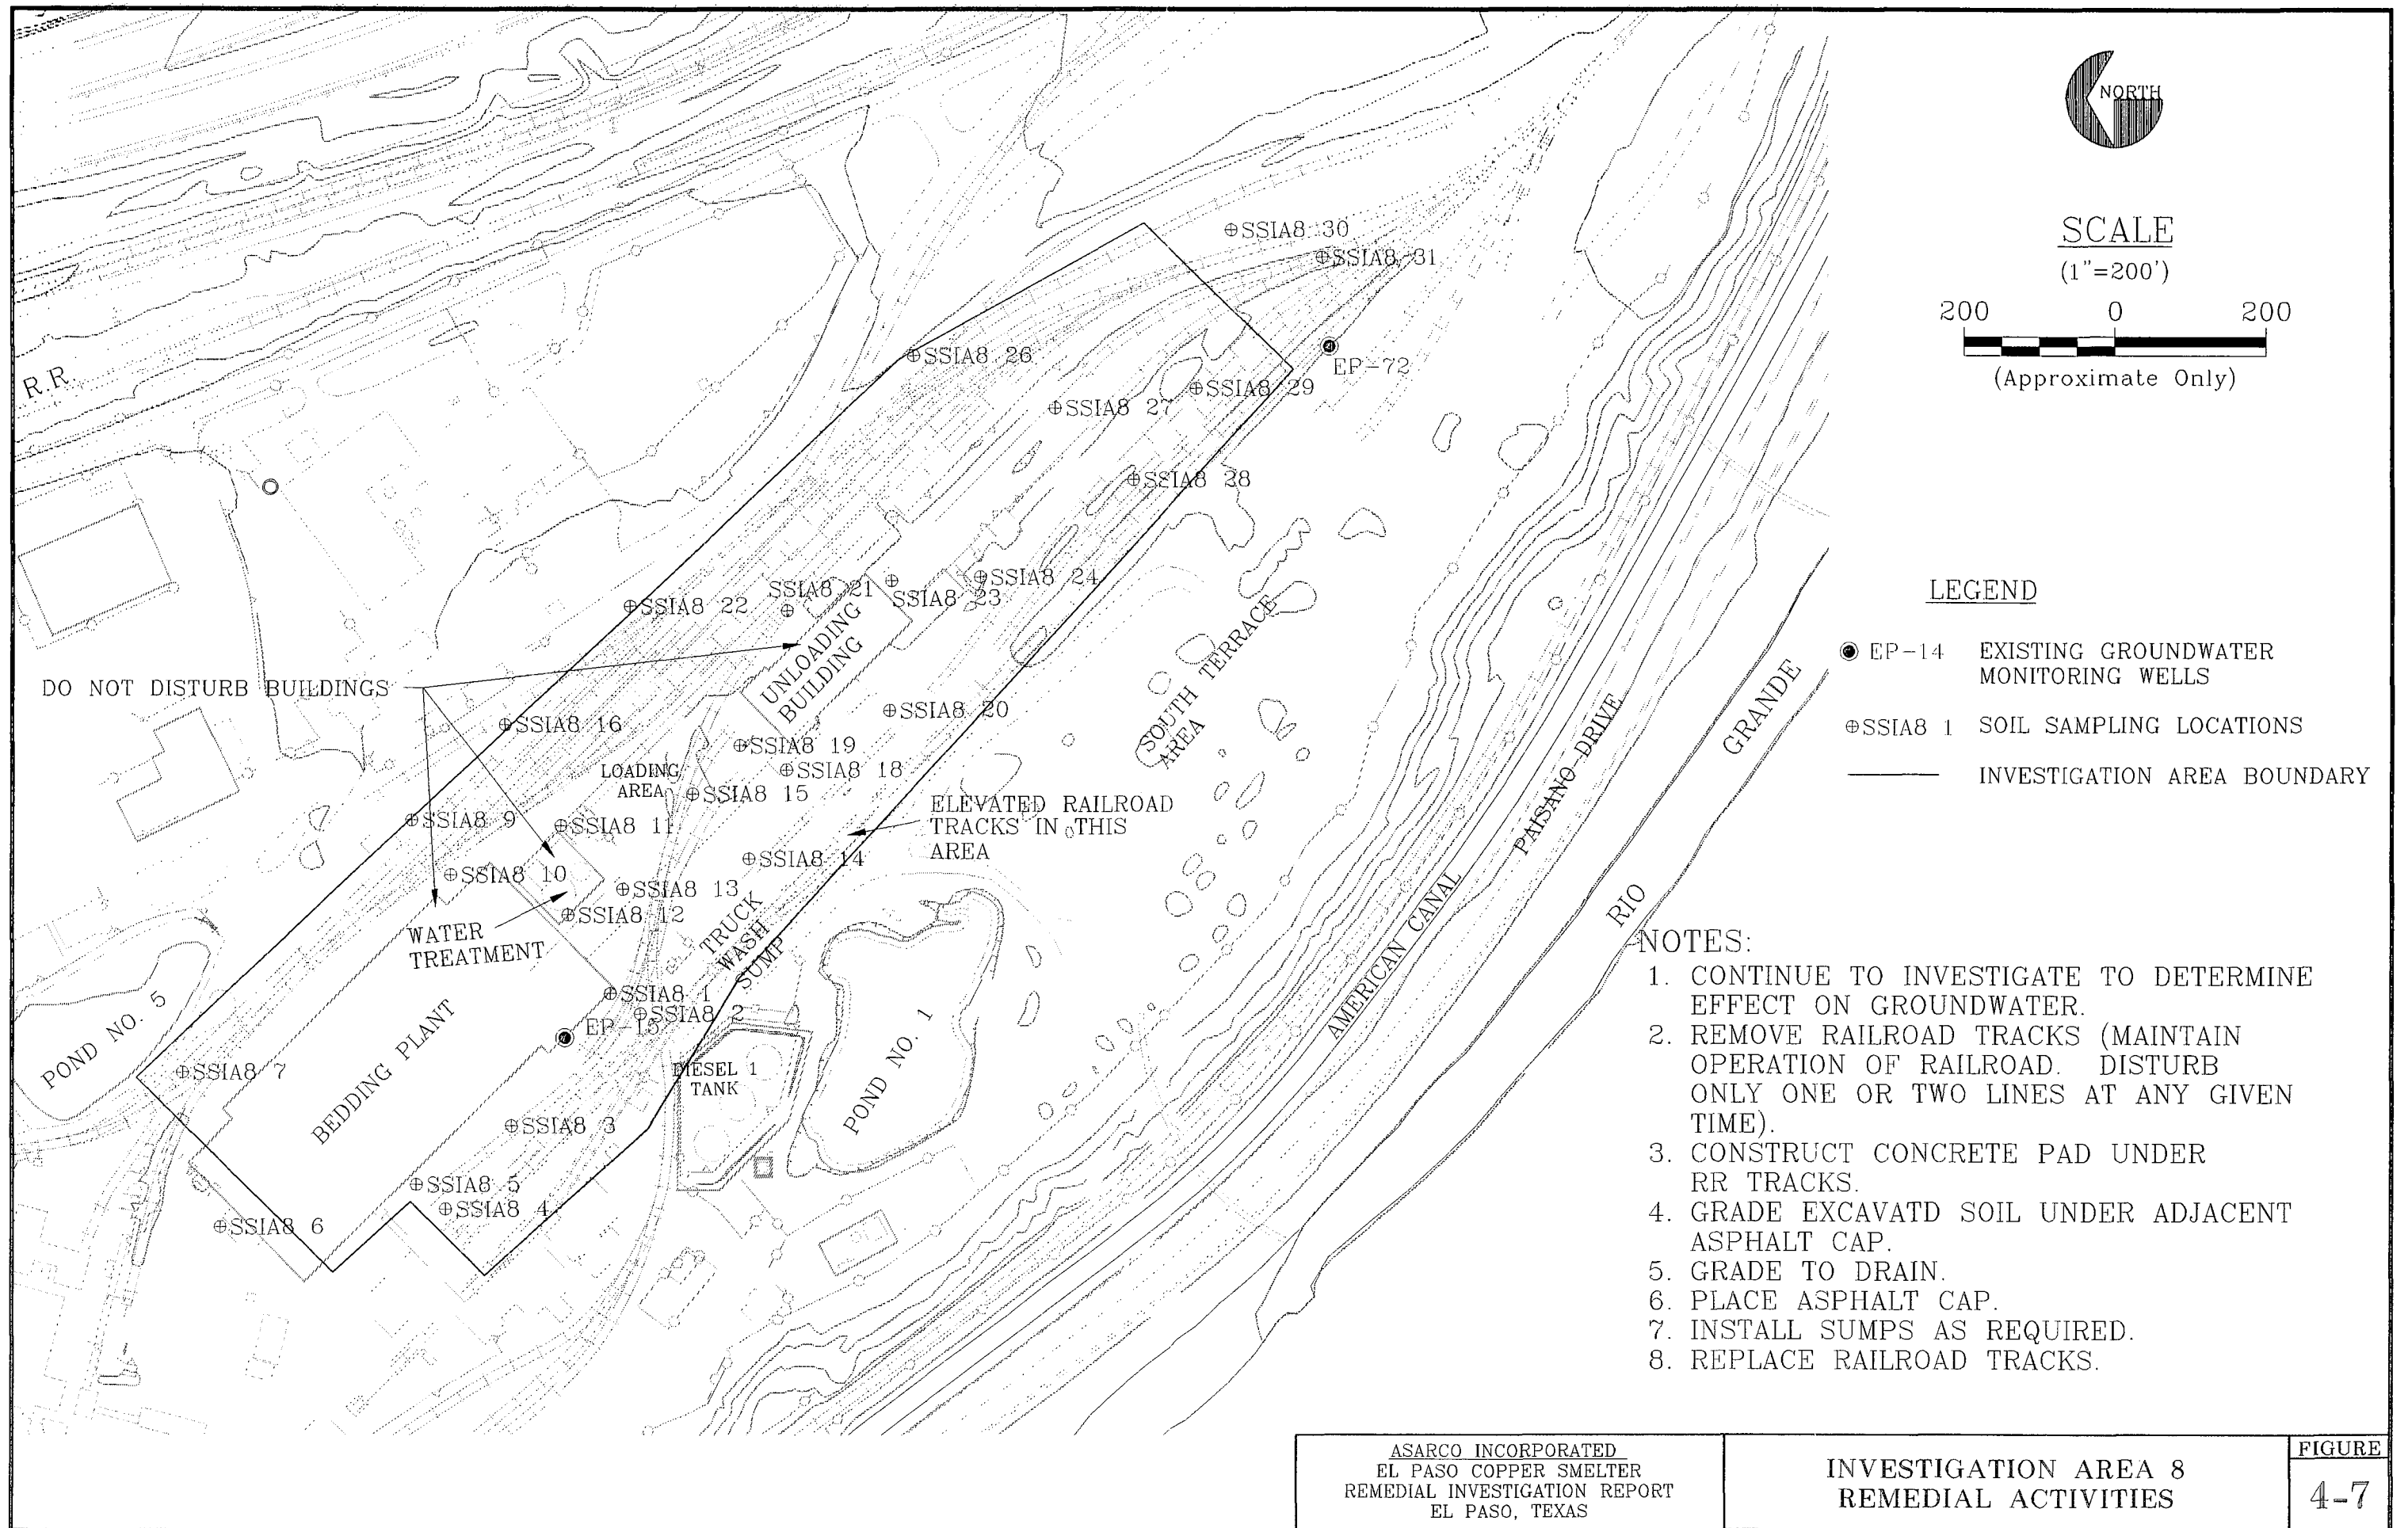 NORTH
SCALE
(1"=200')
200 0 200
(Approximate Only)
R.R.
⊕SSIA8 30
⊕SSIA8 31
⊕SSIA8 26
EP-72
⊕SSIA8 29
⊕SSIA8 27
⊕SSIA8 28
SSIA8 21
⊕SSIA8 22
SSIA8 23
⊕SSIA8 24
UNLOADING
BUILDING
DO NOT DISTURB BUILDINGS
⊕SSIA8 16
⊕SSIA8 20
⊕SSIA8 19
⊕SSIA8 18
LOADING
AREA
⊕SSIA8 15
SOUTH TERRACE
AREA
ELEVATED RAILROAD
TRACKS IN THIS
AREA
⊕SSIA8 9
⊕SSIA8 11
⊕SSIA8 14
⊕SSIA8 10
⊕SSIA8 13
⊕SSIA8 12
WATER
TREATMENT
TRUCK
WASH
SUMP
⊕SSIA8 1
⊕SSIA8 2
EP-15
POND NO. 5
BEDDING PLANT
⊕SSIA8 7
DIESEL 1
TANK
POND NO. 1
⊕SSIA8 3
⊕SSIA8 5
⊕SSIA8 4
⊕SSIA8 6
AMERICAN CANAL
PAISANO DRIVE
RIO GRANDE
LEGEND
EP-14 EXISTING GROUNDWATER
MONITORING WELLS
⊕SSIA8 1 SOIL SAMPLING LOCATIONS
INVESTIGATION AREA BOUNDARY
NOTES:
1. CONTINUE TO INVESTIGATE TO DETERMINE
EFFECT ON GROUNDWATER.
2. REMOVE RAILROAD TRACKS (MAINTAIN
OPERATION OF RAILROAD. DISTURB
ONLY ONE OR TWO LINES AT ANY GIVEN
TIME).
3. CONSTRUCT CONCRETE PAD UNDER
RR TRACKS.
4. GRADE EXCAVATD SOIL UNDER ADJACENT
ASPHALT CAP.
5. GRADE TO DRAIN.
6. PLACE ASPHALT CAP.
7. INSTALL SUMPS AS REQUIRED.
8. REPLACE RAILROAD TRACKS.
ASARCO INCORPORATED
EL PASO COPPER SMELTER
REMEDIAL INVESTIGATION REPORT
EL PASO, TEXAS
INVESTIGATION AREA 8
REMEDIAL ACTIVITIES
FIGURE
4-7